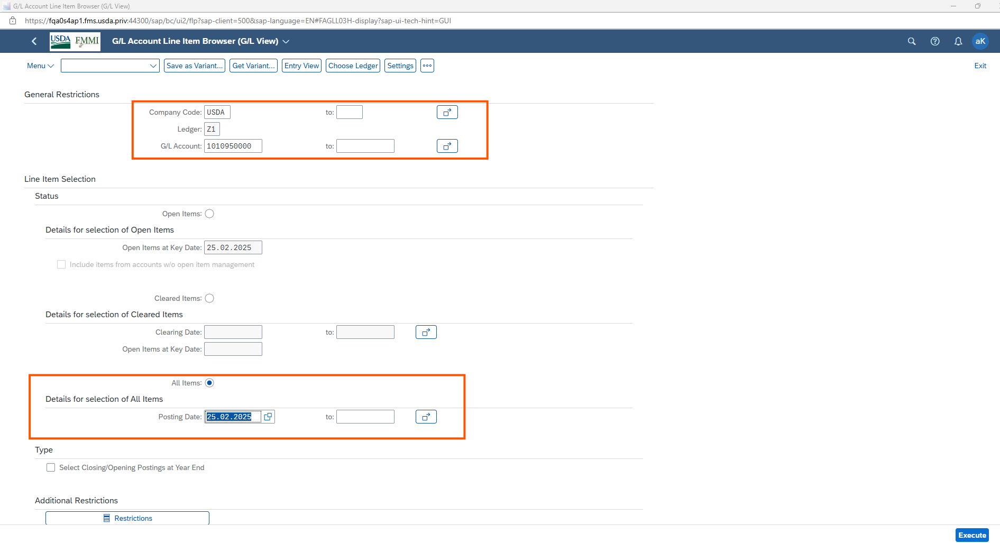 G/L Account Line Item Browser (G/L View)
https://fqa0s4ap1.fms.usda.priv:44300/sap/bc/ui2/flp?sap-client=500&sap-language=EN#FAGLL03H-display?sap-ui-tech-hint=GUI
USDA FMMI G/L Account Line Item Browser (G/L View) aK
Menu Save as Variant... Get Variant... Entry View Choose Ledger Settings Exit
General Restrictions
Company Code: USDA to:
Ledger: Z1
G/L Account: 1010950000 to:
Line Item Selection
Status
Open Items:
Details for selection of Open Items
Open Items at Key Date: 25.02.2025
Include items from accounts w/o open item management
Cleared Items:
Details for selection of Cleared Items
Clearing Date: to:
Open Items at Key Date:
All Items:
Details for selection of All Items
Posting Date: 25.02.2025 to:
Type
Select Closing/Opening Postings at Year End
Additional Restrictions
Restrictions
Execute